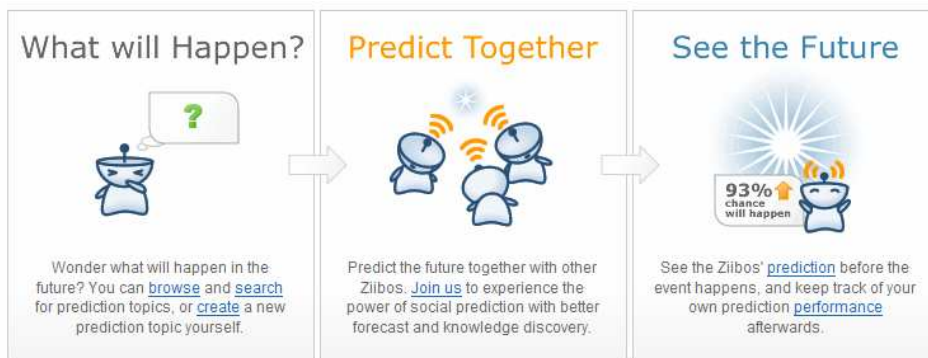 What will Happen?
?
Wonder what will happen in the
future? You can browse and search
for prediction topics, or create a new
prediction topic yourself.
Predict Together
Predict the future together with other
Ziibos. Join us to experience the
power of social prediction with better
forecast and knowledge discovery.
See the Future
93%
chance
will happen
See the Ziibos' prediction before the
event happens, and keep track of your
own prediction performance
afterwards.